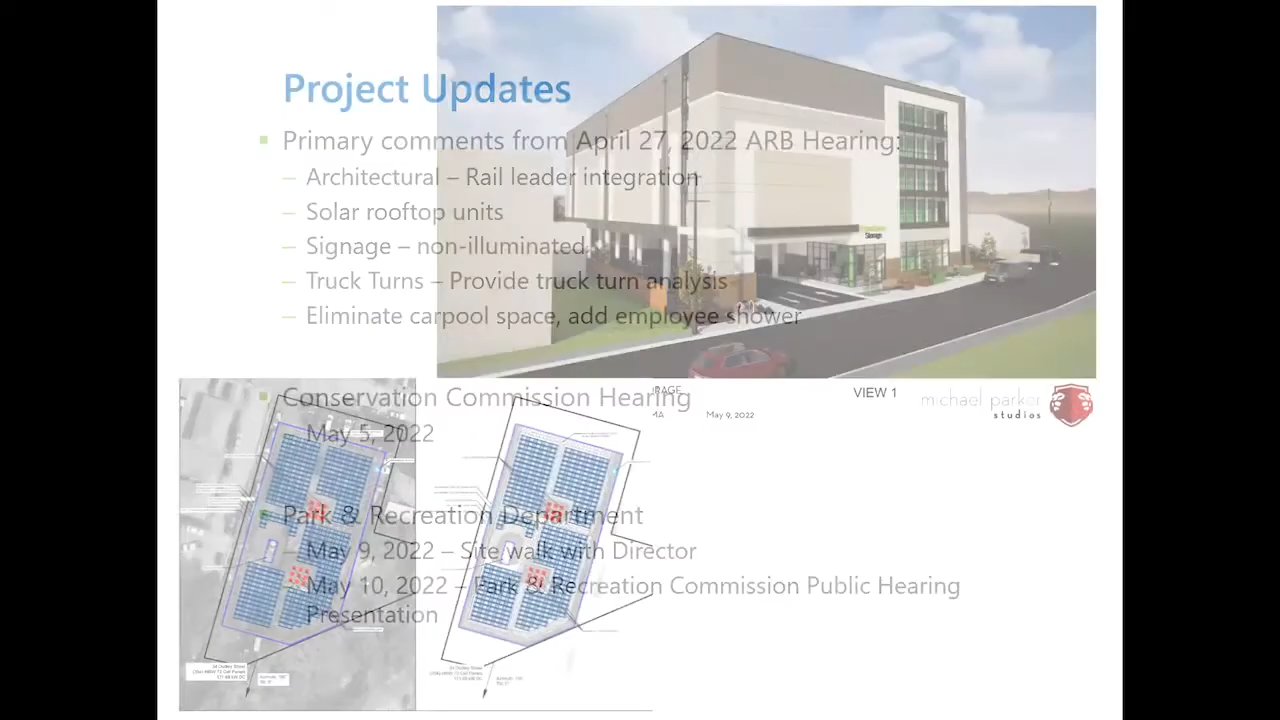 Project Updates
Primary comments from April 27, 2022 ARB Hearing:
– Architectural – Rail leader integration
– Solar rooftop units
– Signage – non-illuminated
– Truck Turns – Provide truck turn analysis
– Eliminate carpool space, add employee shower
VIEW 1
michael parker
studios
May 9, 2022
Conservation Commission Hearing
– May 5, 2022
Park & Recreation Department
– May 9, 2022 – Site walk with Director
– May 10, 2022 – Park & Recreation Commission Public Hearing
Presentation
Storage